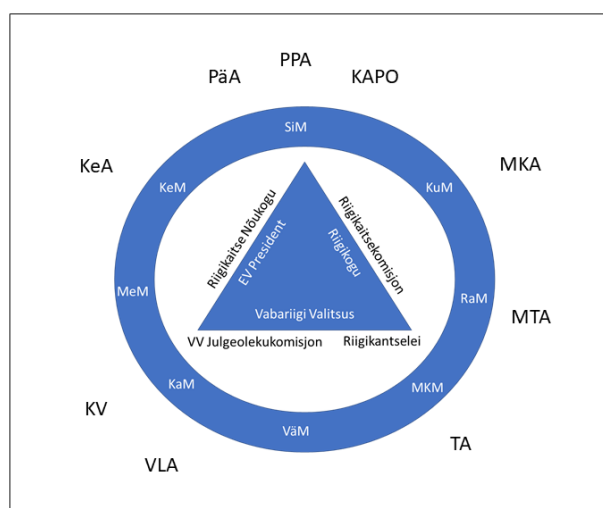 PPA
PäA
KAPO
SiM
KeA
MKA
KeM
KuM
Riigikaitse Nõukogu
EV President
Riigikaitsekomisjon
Riigikogu
MeM
RaM
Vabariigi Valitsus
MTA
VV Julgeolekukomisjon
Riigikantselei
KaM
MKM
KV
VäM
TA
VLA